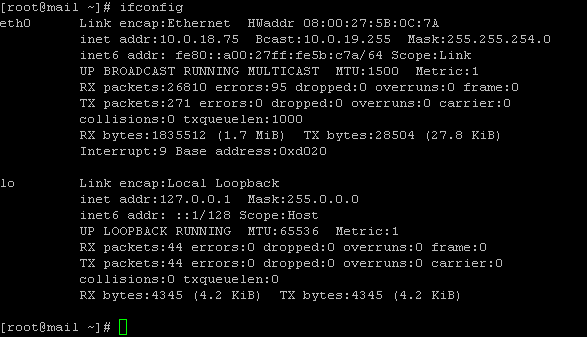 [root@mail ~]# ifconfig
eth0      Link encap:Ethernet  HWaddr 08:00:27:5B:0C:7A
          inet addr:10.0.18.75  Bcast:10.0.19.255  Mask:255.255.254.0
          inet6 addr: fe80::a00:27ff:fe5b:c7a/64 Scope:Link
          UP BROADCAST RUNNING MULTICAST  MTU:1500  Metric:1
          RX packets:26810 errors:95 dropped:0 overruns:0 frame:0
          TX packets:271 errors:0 dropped:0 overruns:0 carrier:0
          collisions:0 txqueuelen:1000
          RX bytes:1835512 (1.7 MiB)  TX bytes:28504 (27.8 KiB)
          Interrupt:9 Base address:0xd020
lo        Link encap:Local Loopback
          inet addr:127.0.0.1  Mask:255.0.0.0
          inet6 addr: ::1/128 Scope:Host
          UP LOOPBACK RUNNING  MTU:65536  Metric:1
          RX packets:44 errors:0 dropped:0 overruns:0 frame:0
          TX packets:44 errors:0 dropped:0 overruns:0 carrier:0
          collisions:0 txqueuelen:0
          RX bytes:4345 (4.2 KiB)  TX bytes:4345 (4.2 KiB)
[root@mail ~]#